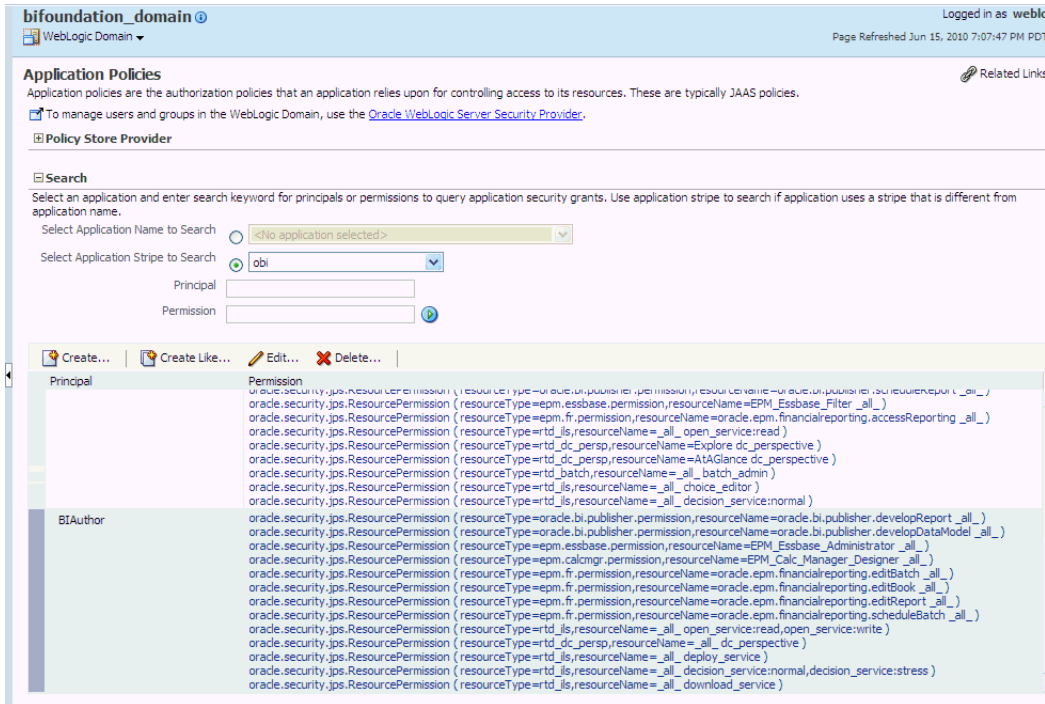 bifoundation_domain
Logged in as weblo
WebLogic Domain
Page Refreshed Jun 15, 2010 7:07:47 PM PDT
Application Policies
Related Links
Application policies are the authorization policies that an application relies upon for controlling access to its resources. These are typically JAAS policies.
To manage users and groups in the WebLogic Domain, use the Oracle WebLogic Server Security Provider.
Policy Store Provider
Search
Select an application and enter search keyword for principals or permissions to query application security grants. Use application stripe to search if application uses a stripe that is different from
application name.
Select Application Name to Search <No application selected>
Select Application Stripe to Search obi
Principal
Permission
Create... Create Like... Edit... Delete...
Principal Permission
oracle.security.jps.ResourcePermission ( resourceType=oracle.bi.publisher.permission,resourceName=oracle.bi.publisher.scheduleReport _all_ )
oracle.security.jps.ResourcePermission ( resourceType=epm.essbase.permission,resourceName=EPM_Essbase_Filter _all_ )
oracle.security.jps.ResourcePermission ( resourceType=epm.fr.permission,resourceName=oracle.epm.financialreporting.accessReporting _all_ )
oracle.security.jps.ResourcePermission ( resourceType=rtd_ils,resourceName=_all_ open_service:read )
oracle.security.jps.ResourcePermission ( resourceType=rtd_dc_persp,resourceName=Explore dc_perspective )
oracle.security.jps.ResourcePermission ( resourceType=rtd_dc_persp,resourceName=AtAGlance dc_perspective )
oracle.security.jps.ResourcePermission ( resourceType=rtd_batch,resourceName=_all_ batch_admin )
oracle.security.jps.ResourcePermission ( resourceType=rtd_ils,resourceName=_all_ choice_editor )
oracle.security.jps.ResourcePermission ( resourceType=rtd_ils,resourceName=_all_ decision_service:normal )
BIAuthor oracle.security.jps.ResourcePermission ( resourceType=oracle.bi.publisher.permission,resourceName=oracle.bi.publisher.developReport _all_ )
oracle.security.jps.ResourcePermission ( resourceType=oracle.bi.publisher.permission,resourceName=oracle.bi.publisher.developDataModel _all_ )
oracle.security.jps.ResourcePermission ( resourceType=epm.essbase.permission,resourceName=EPM_Essbase_Administrator _all_ )
oracle.security.jps.ResourcePermission ( resourceType=epm.calcmgr.permission,resourceName=EPM_Calc_Manager_Designer _all_ )
oracle.security.jps.ResourcePermission ( resourceType=epm.fr.permission,resourceName=oracle.epm.financialreporting.editBatch _all_ )
oracle.security.jps.ResourcePermission ( resourceType=epm.fr.permission,resourceName=oracle.epm.financialreporting.editBook _all_ )
oracle.security.jps.ResourcePermission ( resourceType=epm.fr.permission,resourceName=oracle.epm.financialreporting.editReport _all_ )
oracle.security.jps.ResourcePermission ( resourceType=epm.fr.permission,resourceName=oracle.epm.financialreporting.scheduleBatch _all_ )
oracle.security.jps.ResourcePermission ( resourceType=rtd_ils,resourceName=_all_ open_service:read,open_service:write )
oracle.security.jps.ResourcePermission ( resourceType=rtd_dc_persp,resourceName=_all_ dc_perspective )
oracle.security.jps.ResourcePermission ( resourceType=rtd_ils,resourceName=_all_ deploy_service )
oracle.security.jps.ResourcePermission ( resourceType=rtd_ils,resourceName=_all_ decision_service:normal,decision_service:stress )
oracle.security.jps.ResourcePermission ( resourceType=rtd_ils,resourceName=_all_ download_service )